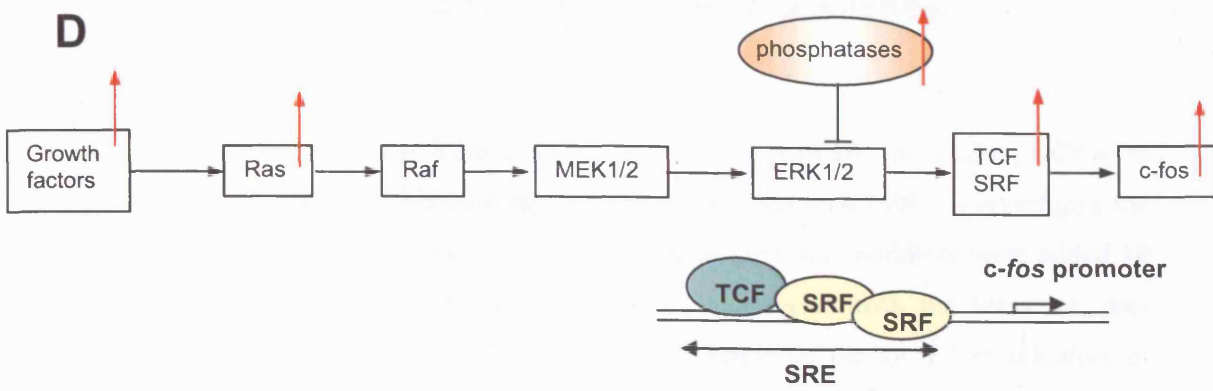 D
phosphatases
Growth
factors
Ras
Raf
MEK1/2
ERK1/2
TCF
SRF
c-fos
c-fos promoter
TCF
SRF
SRF
SRE